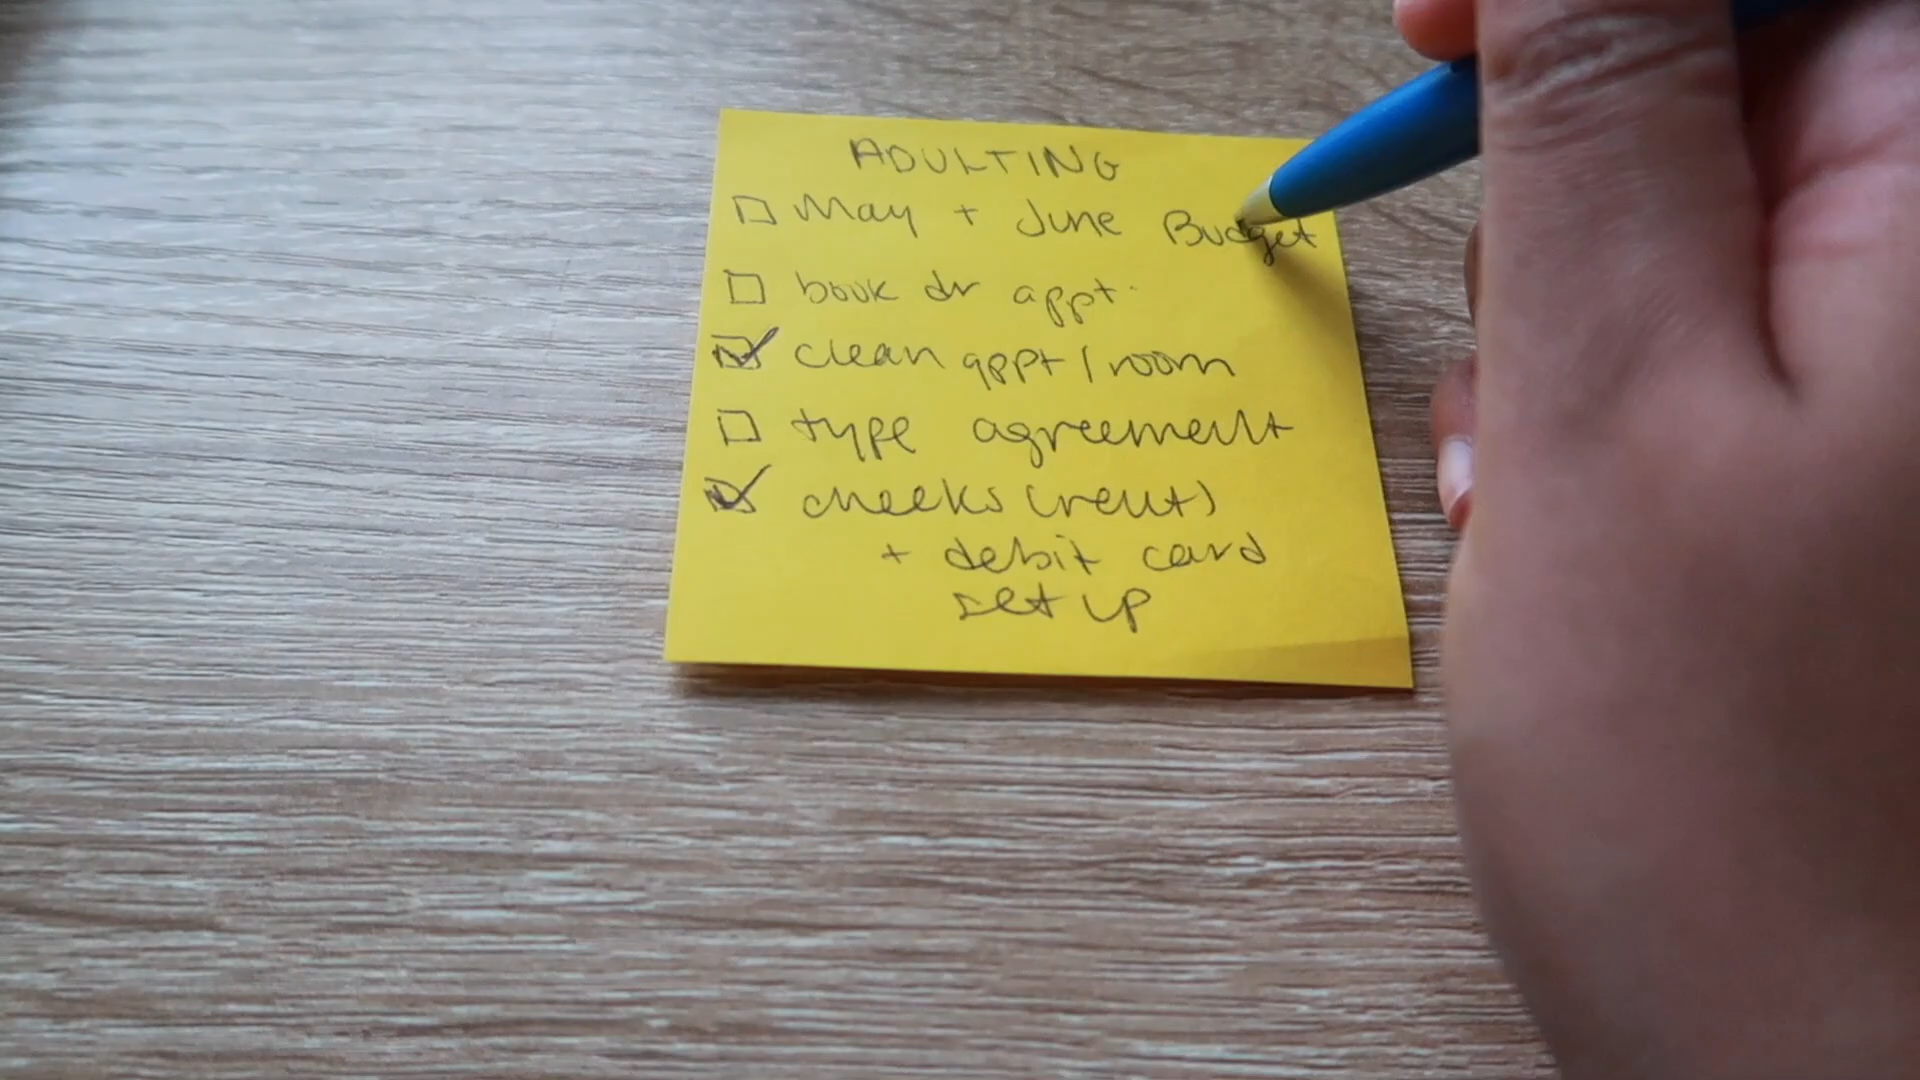 ADULTING
May + June Budget
book dr appt.
clean appt/room
type agreement
checks (rent)
+ debit card
set up